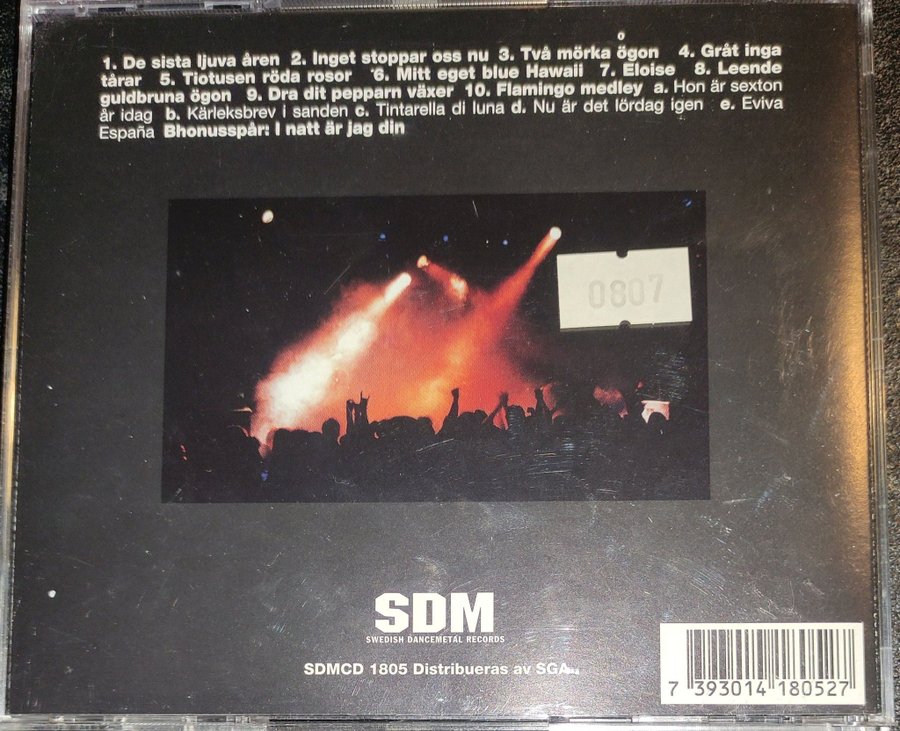 1. De sista ljuva åren 2. Inget stoppar oss nu 3. Två mörka ögon 4. Gråt inga
tårar 5. Tiotusen röda rosor 6. Mitt eget blue Hawaii 7. Eloise 8. Leende
guldbruna ögon 9. Dra dit pepparn växer 10. Flamingo medley a. Hon är sexton
år idag b. Kärleksbrev i sanden c. Tintarella di luna d. Nu är det lördag igen e. Eviva
España Bhonusspår: I natt är jag din
0807
SDM
SWEDISH DANCEMETAL RECORDS
SDMCD 1805 Distribueras av SGA
7 393014 180527